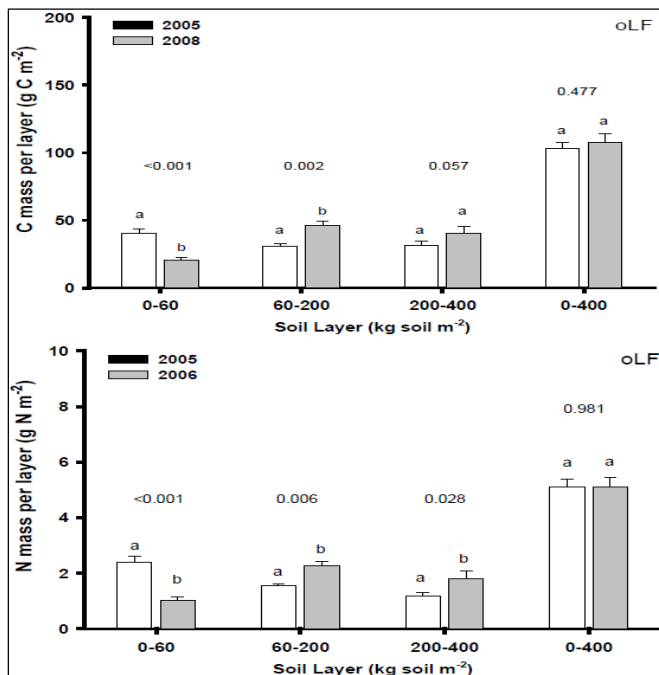 200
150
100
50
0
C mass per layer (g C m⁻²)
2005
2008
oLF
<0.001
0.002
0.057
0.477
a
b
a
b
a
a
a
a
0-60
60-200
200-400
0-400
Soil Layer (kg soil m⁻²)
10
8
6
4
2
0
N mass per layer (g N m⁻²)
2005
2006
oLF
<0.001
0.006
0.028
0.981
a
b
a
b
a
b
a
a
0-60
60-200
200-400
0-400
Soil Layer (kg soil m⁻²)